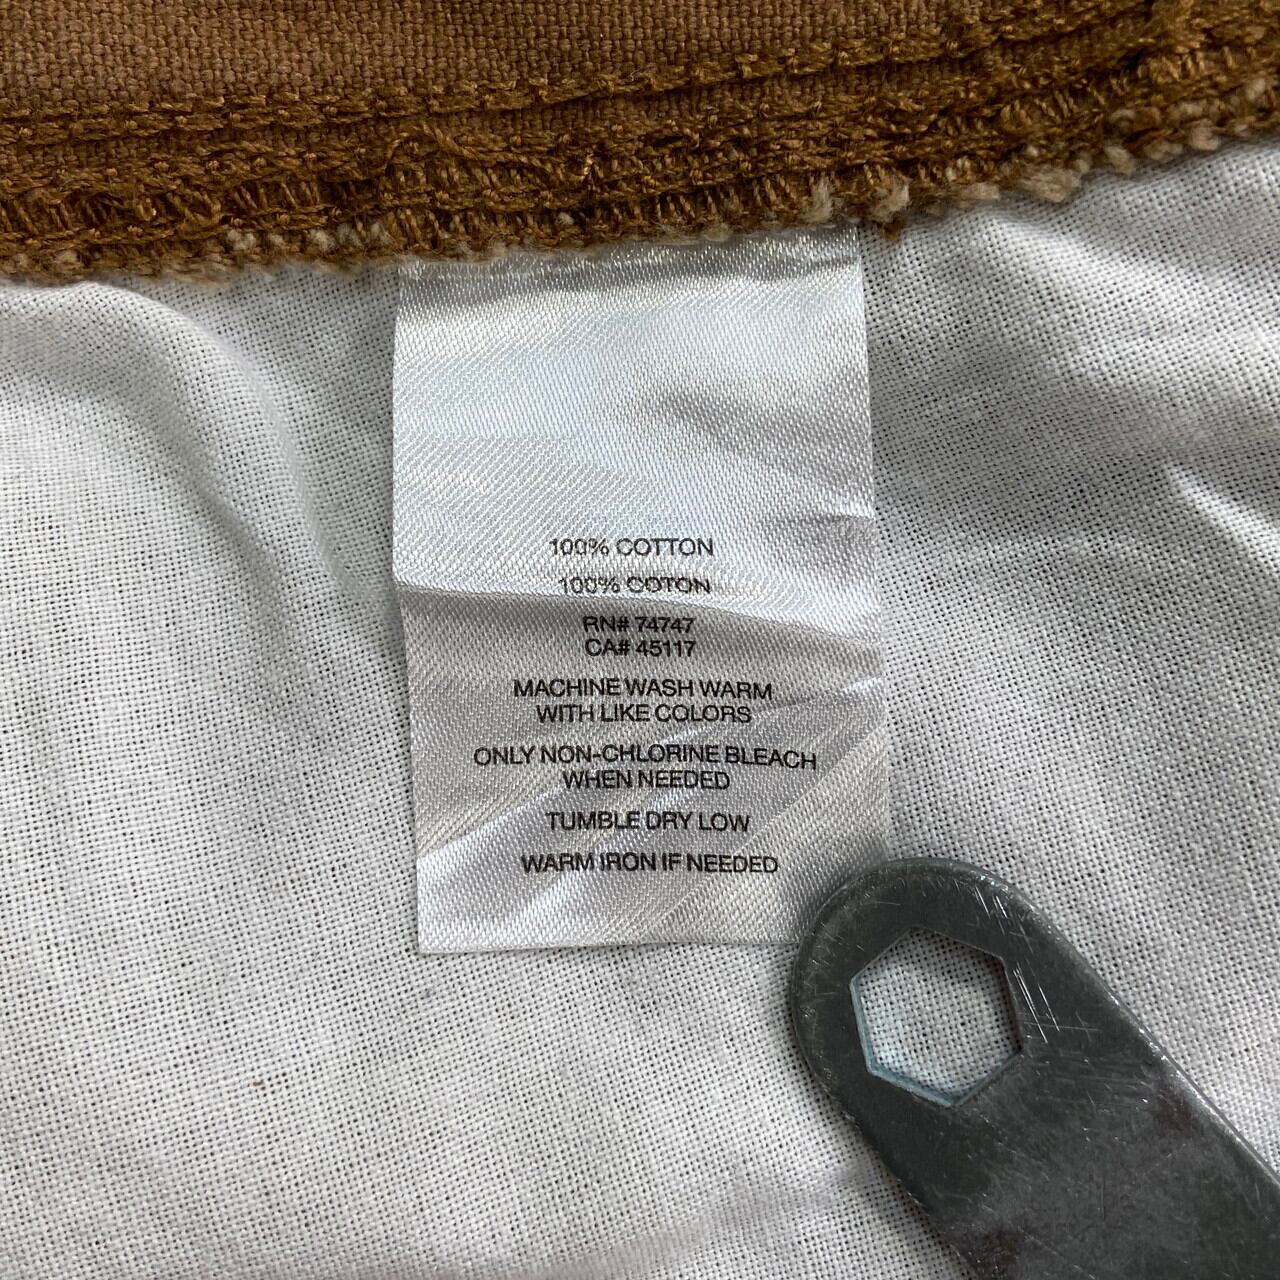 100% COTTON
100% COTON
RN# 74747
CA# 45117
MACHINE WASH WARM
WITH LIKE COLORS
ONLY NON-CHLORINE BLEACH
WHEN NEEDED
TUMBLE DRY LOW
WARM IRON IF NEEDED